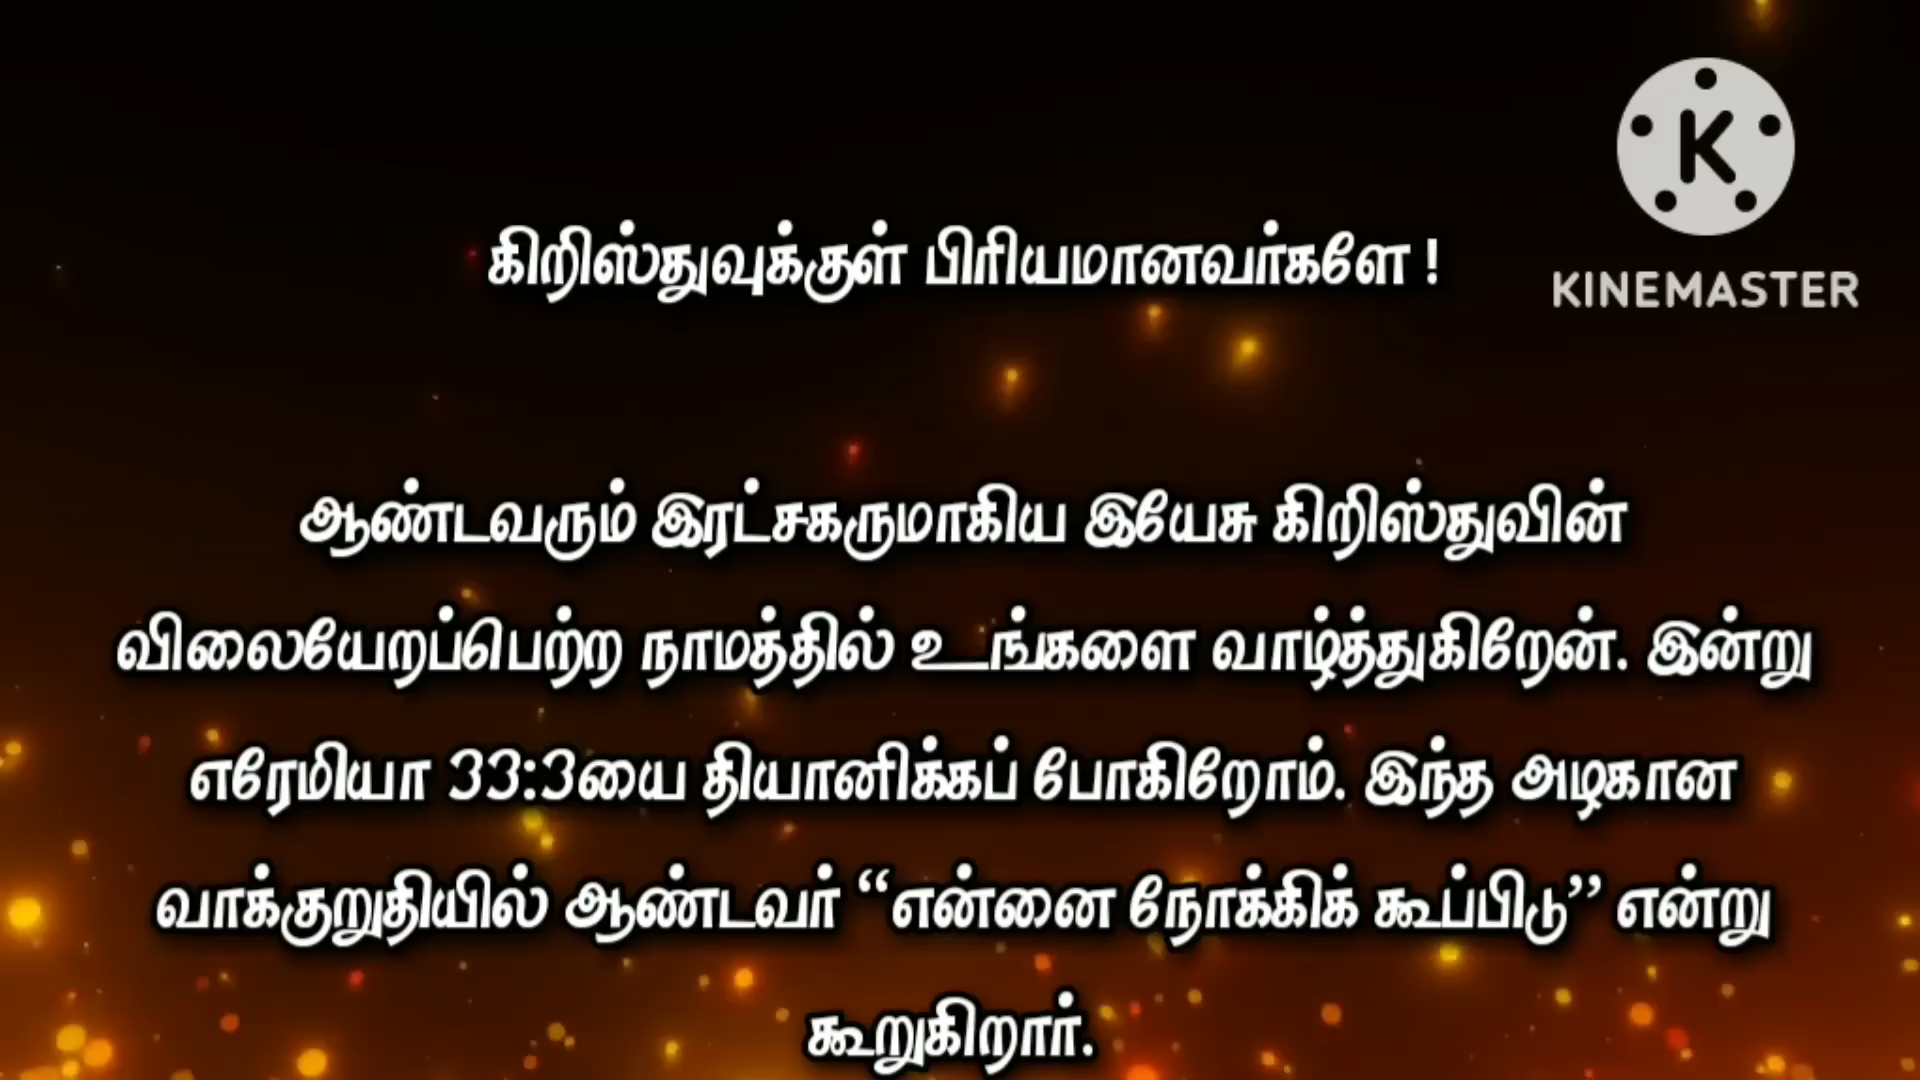 கிறிஸ்துவுக்குள் பிரியமானவர்களே !
KINEMASTER
ஆண்டவரும் இரட்சகருமாகிய இயேசு கிறிஸ்துவின்
விலையேறப்பெற்ற நாமத்தில் உங்களை வாழ்த்துகிறேன். இன்று
எரேமியா 33:3யை தியானிக்கப் போகிறோம். இந்த அழகான
வாக்குறுதியில் ஆண்டவர் “என்னை நோக்கிக் கூப்பிடு” என்று
கூறுகிறார்.